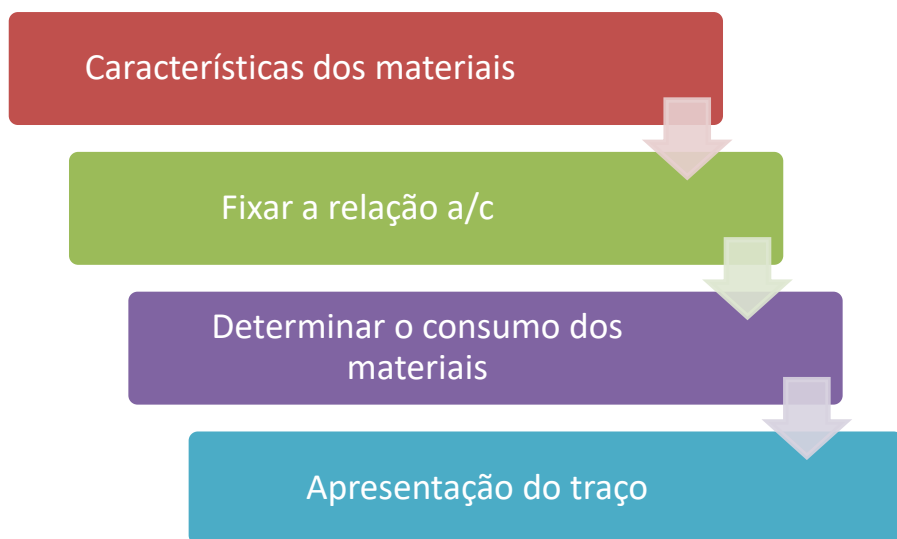 Características dos materiais
Fixar a relação a/c
Determinar o consumo dos
materiais
Apresentação do traço